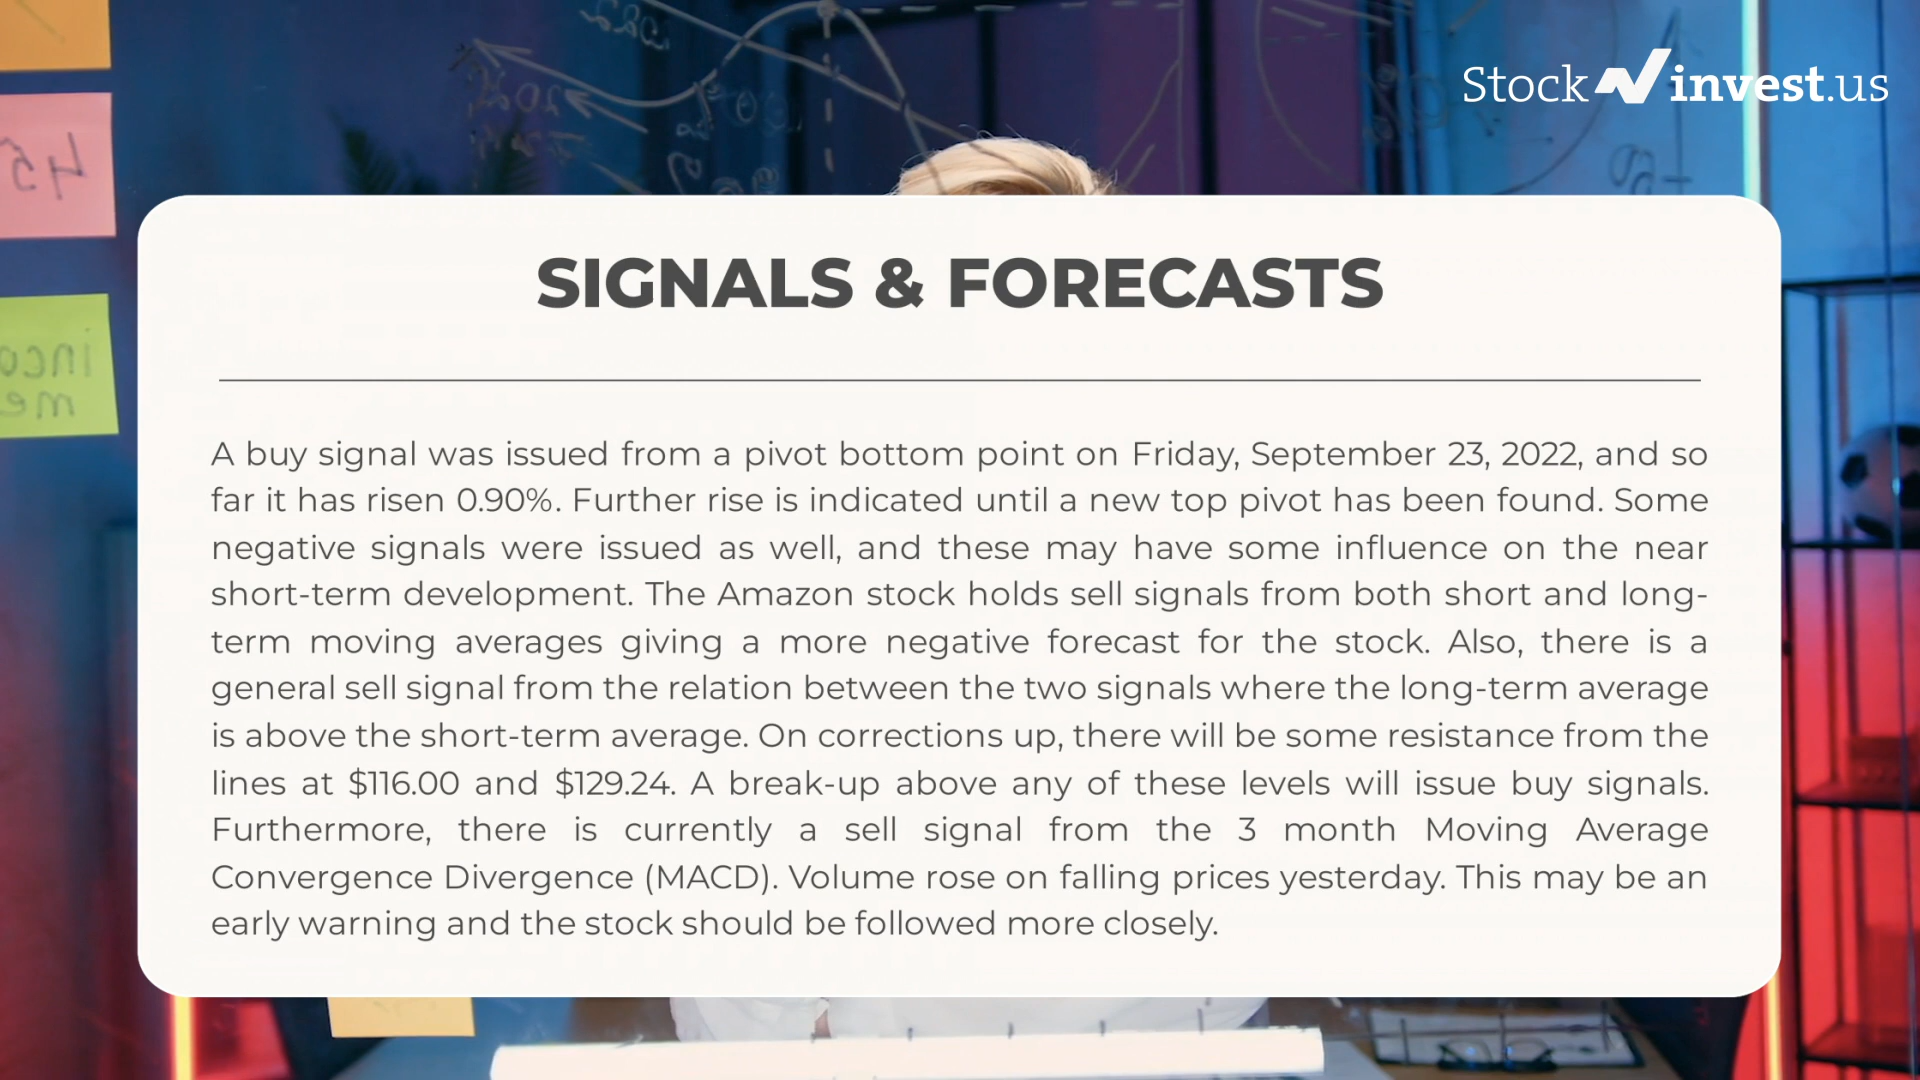 Stock invest.us
45
SIGNALS & FORECASTS
inco
me
A buy signal was issued from a pivot bottom point on Friday, September 23, 2022, and so
far it has risen 0.90%. Further rise is indicated until a new top pivot has been found. Some
negative signals were issued as well, and these may have some influence on the near
short-term development. The Amazon stock holds sell signals from both short and long-
term moving averages giving a more negative forecast for the stock. Also, there is a
general sell signal from the relation between the two signals where the long-term average
is above the short-term average. On corrections up, there will be some resistance from the
lines at $116.00 and $129.24. A break-up above any of these levels will issue buy signals.
Furthermore, there is currently a sell signal from the 3 month Moving Average
Convergence Divergence (MACD). Volume rose on falling prices yesterday. This may be an
early warning and the stock should be followed more closely.